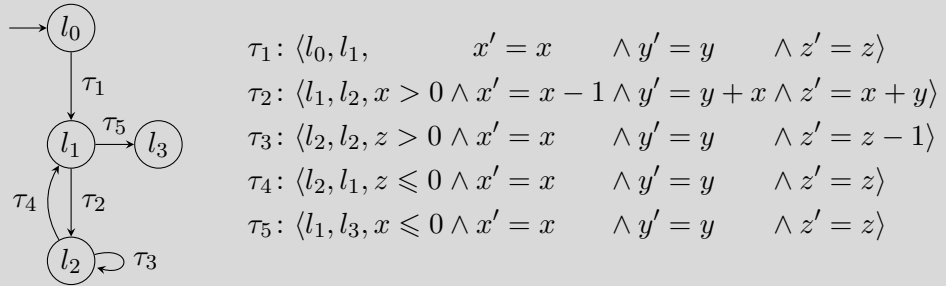 l₀
τ₁
τ₅
l₁
l₃
τ₄
τ₂
l₂
τ₃
τ₁: ⟨l₀, l₁, x′ = x ∧ y′ = y ∧ z′ = z⟩
τ₂: ⟨l₁, l₂, x > 0 ∧ x′ = x − 1 ∧ y′ = y + x ∧ z′ = x + y⟩
τ₃: ⟨l₂, l₂, z > 0 ∧ x′ = x ∧ y′ = y ∧ z′ = z − 1⟩
τ₄: ⟨l₂, l₁, z ⩽ 0 ∧ x′ = x ∧ y′ = y ∧ z′ = z⟩
τ₅: ⟨l₁, l₃, x ⩽ 0 ∧ x′ = x ∧ y′ = y ∧ z′ = z⟩